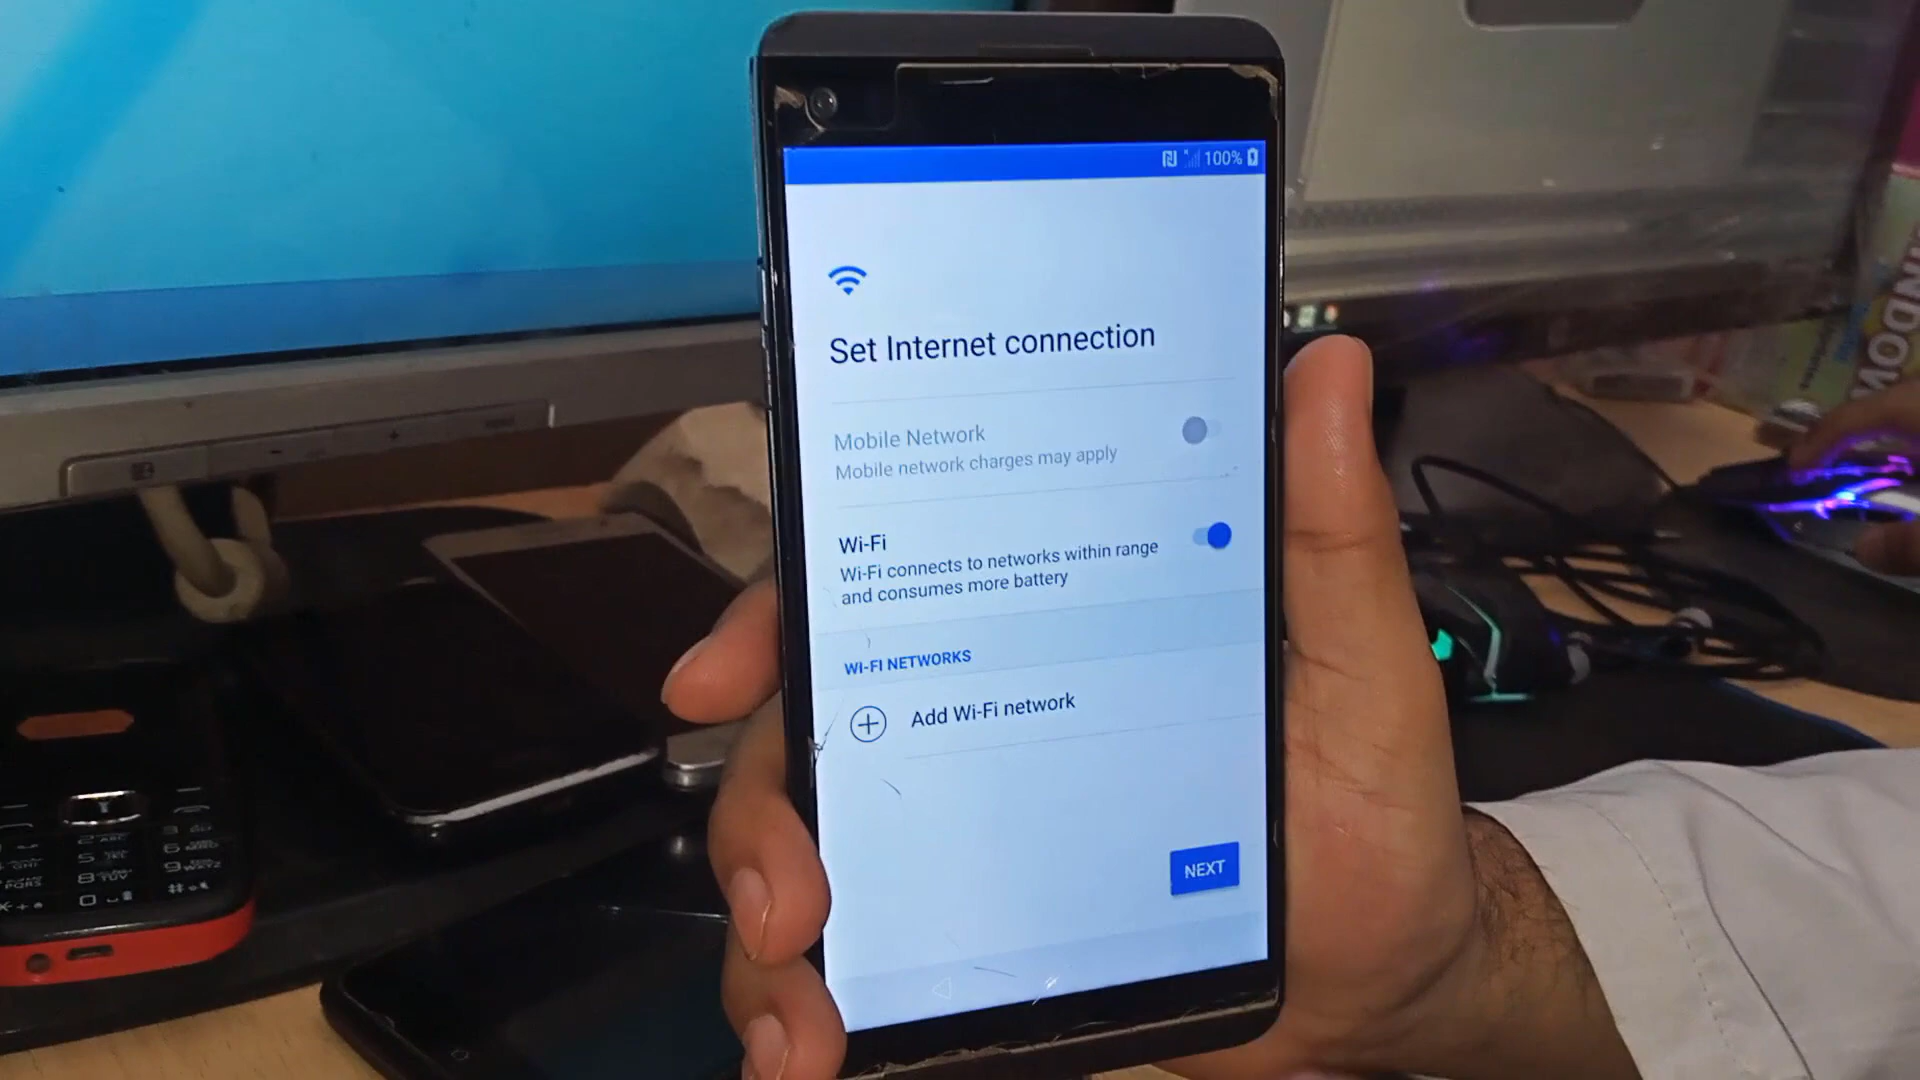 100%
Set Internet connection
Mobile Network
Mobile network charges may apply
Wi-Fi
Wi-Fi connects to networks within range
and consumes more battery
WI-FI NETWORKS
Add Wi-Fi network
NEXT